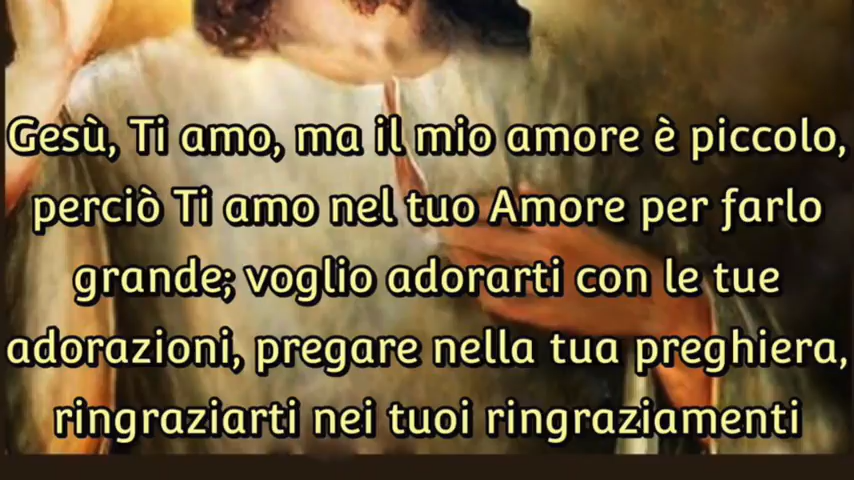 Gesù, Ti amo, ma il mio amore è piccolo,
perciò Ti amo nel tuo Amore per farlo
grande; voglio adorarti con le tue
adorazioni, pregare nella tua preghiera,
ringraziarti nei tuoi ringraziamenti